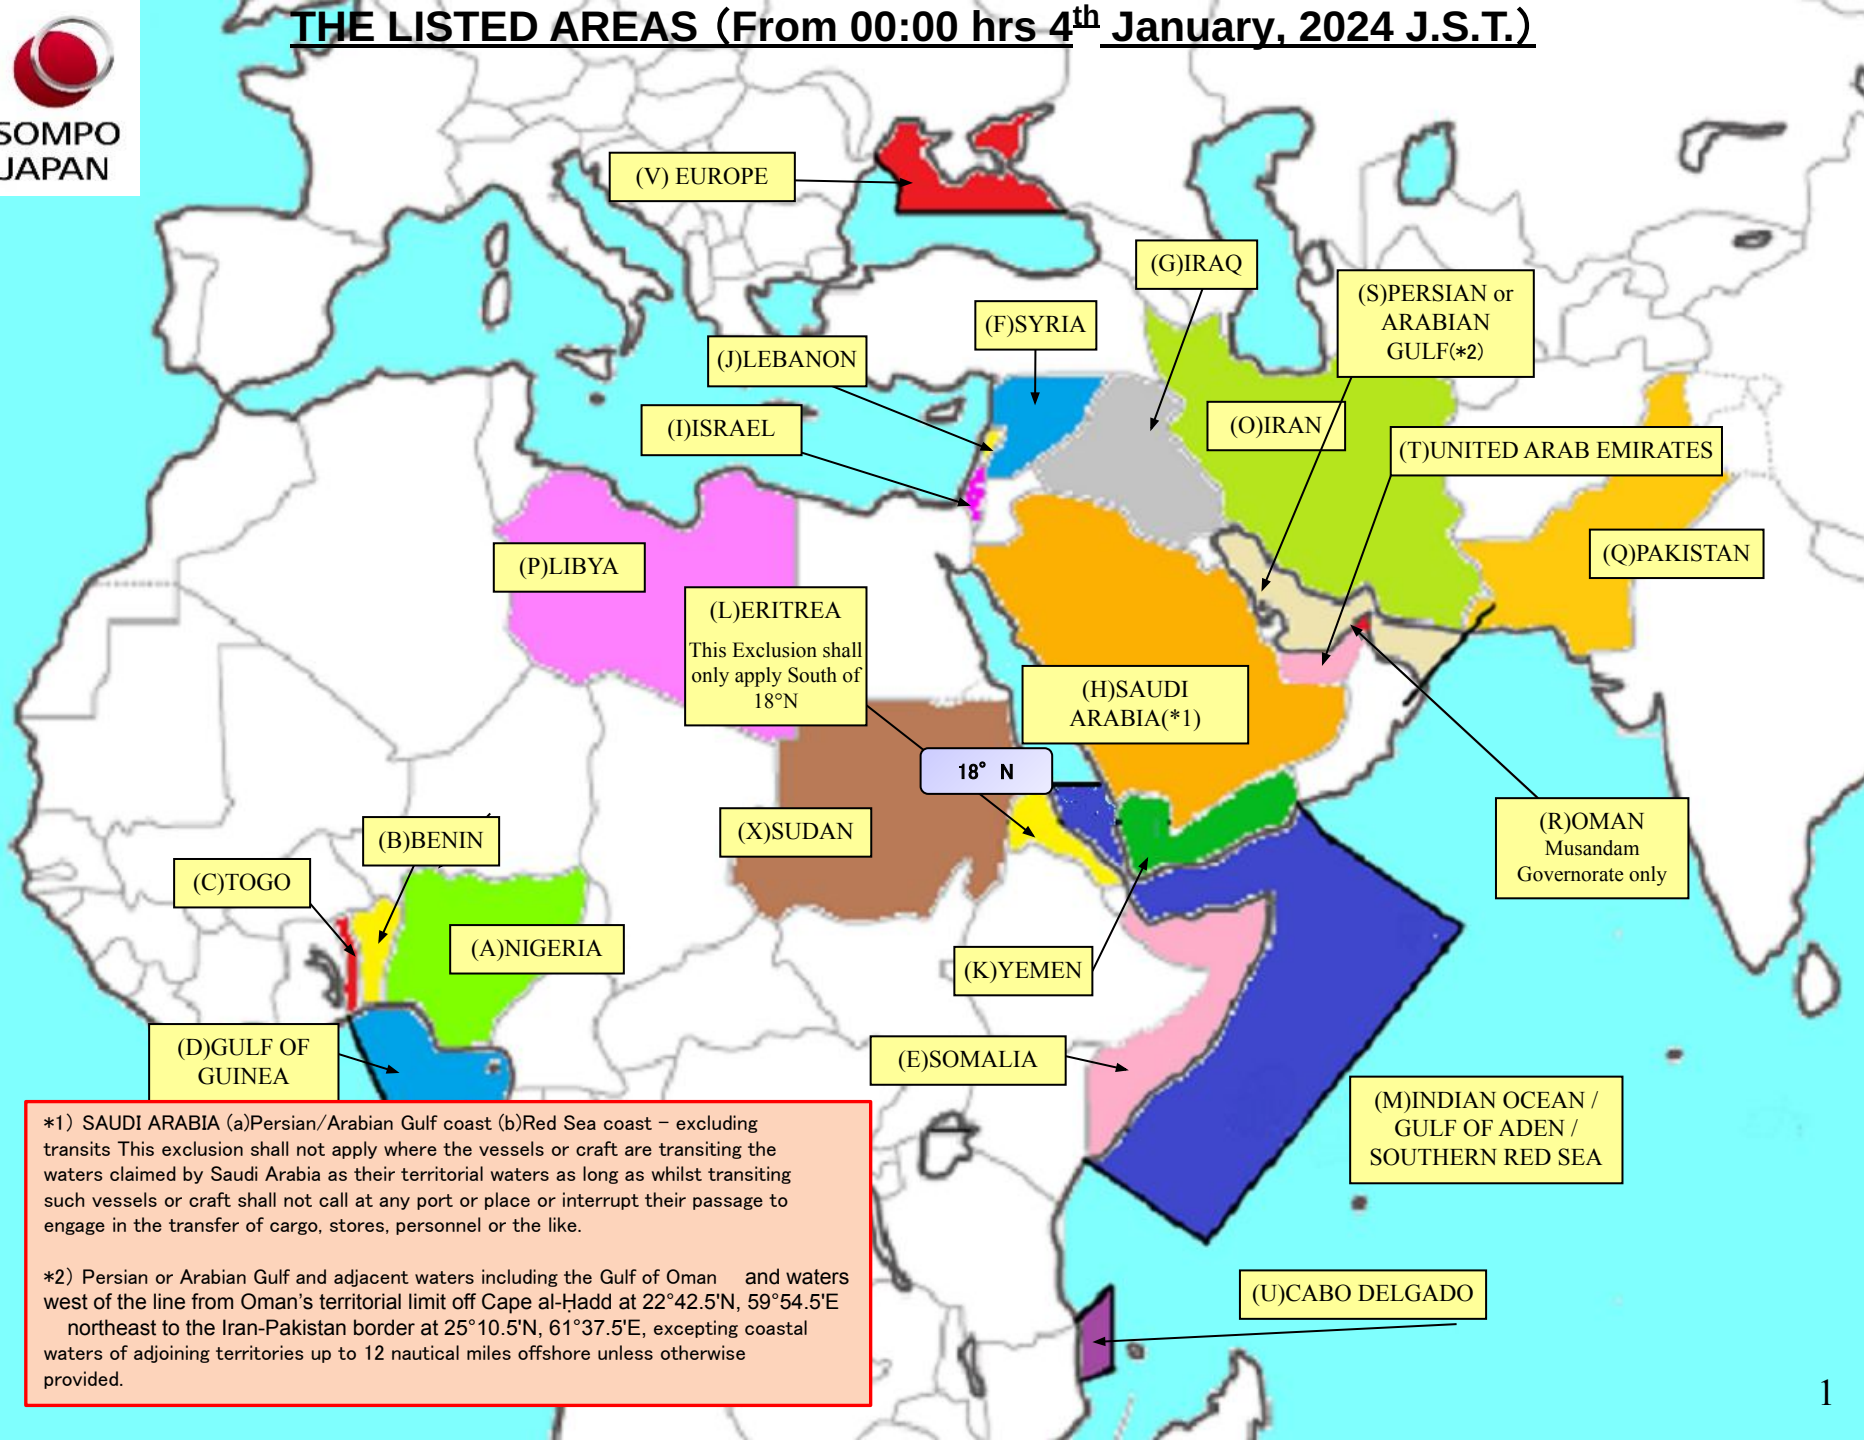 THE LISTED AREAS (From 00:00 hrs 4th January, 2024 J.S.T.)
SOMPO
JAPAN
(V) EUROPE
(G)IRAQ
(S)PERSIAN or
ARABIAN
GULF(*2)
(F)SYRIA
(J)LEBANON
(I)ISRAEL
(O)IRAN
(T)UNITED ARAB EMIRATES
(Q)PAKISTAN
(P)LIBYA
(L)ERITREA
This Exclusion shall
only apply South of
18°N
(H)SAUDI
ARABIA(*1)
18° N
(X)SUDAN
(R)OMAN
Musandam
Governorate only
(B)BENIN
(C)TOGO
(A)NIGERIA
(K)YEMEN
(D)GULF OF
GUINEA
(E)SOMALIA
(M)INDIAN OCEAN /
GULF OF ADEN /
SOUTHERN RED SEA
*1) SAUDI ARABIA (a)Persian/Arabian Gulf coast (b)Red Sea coast – excluding
transits This exclusion shall not apply where the vessels or craft are transiting the
waters claimed by Saudi Arabia as their territorial waters as long as whilst transiting
such vessels or craft shall not call at any port or place or interrupt their passage to
engage in the transfer of cargo, stores, personnel or the like.
*2) Persian or Arabian Gulf and adjacent waters including the Gulf of Oman and waters
west of the line from Oman's territorial limit off Cape al-Ḥadd at 22°42.5'N, 59°54.5'E
northeast to the Iran-Pakistan border at 25°10.5'N, 61°37.5'E, excepting coastal
waters of adjoining territories up to 12 nautical miles offshore unless otherwise
provided.
(U)CABO DELGADO
1